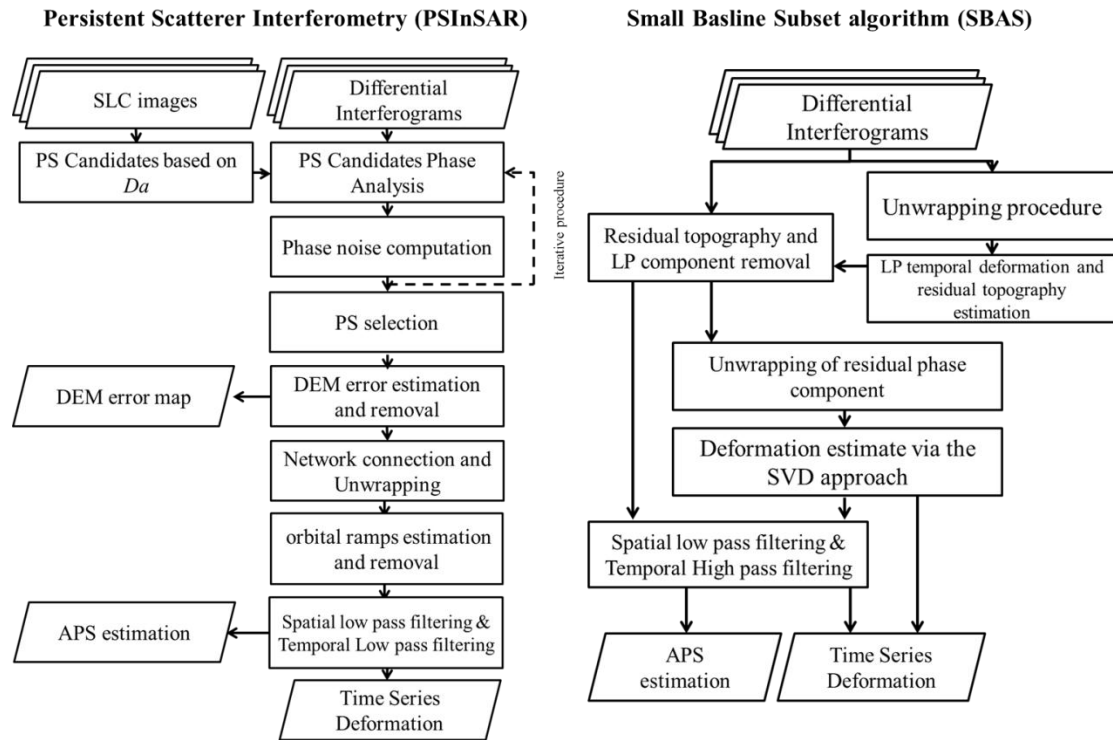 Persistent Scatterer Interferometry (PSInSAR)
SLC images
Differential
Interferograms
PS Candidates based on
Da
PS Candidates Phase
Analysis
Iterative procedure
Phase noise computation
PS selection
DEM error map
DEM error estimation
and removal
Network connection and
Unwrapping
orbital ramps estimation
and removal
APS estimation
Spatial low pass filtering &
Temporal Low pass filtering
Time Series
Deformation
Small Basline Subset algorithm (SBAS)
Differential
Interferograms
Unwrapping procedure
Residual topography and
LP component removal
LP temporal deformation and
residual topography
estimation
Unwrapping of residual phase
component
Deformation estimate via the
SVD approach
Spatial low pass filtering &
Temporal High pass filtering
APS
estimation
Time Series
Deformation